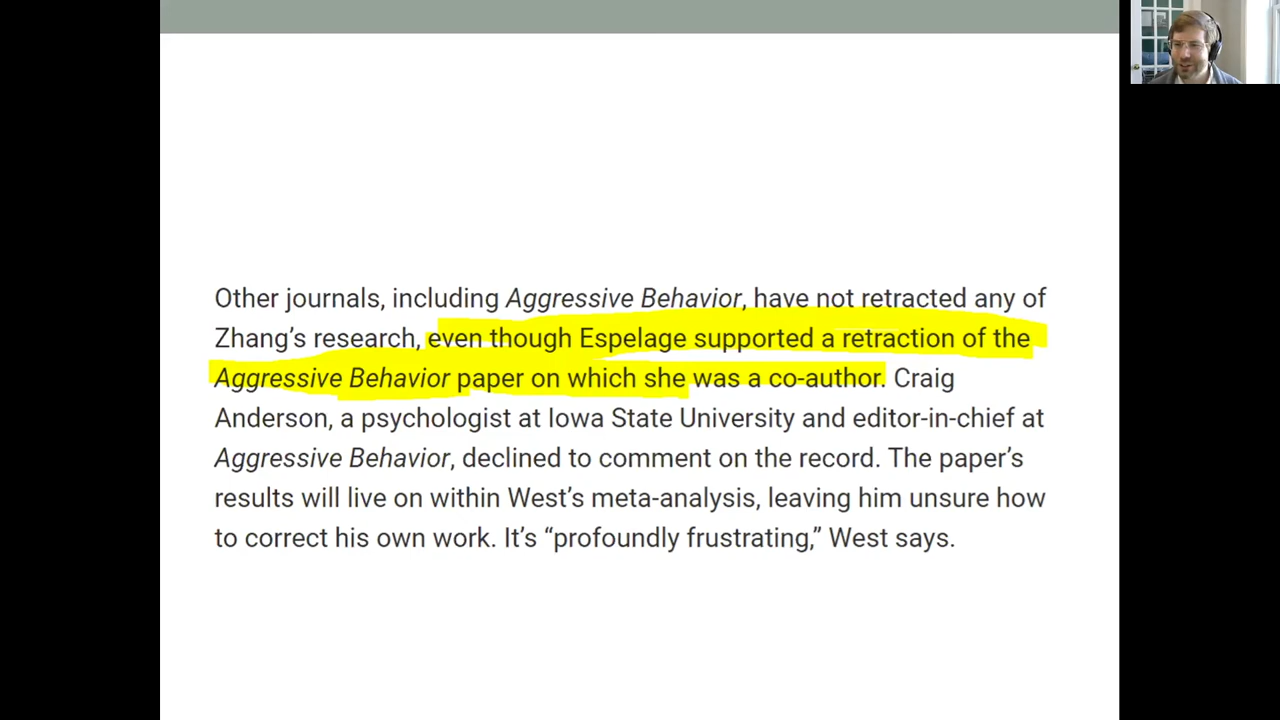 Other journals, including Aggressive Behavior, have not retracted any of
Zhang’s research, even though Espelage supported a retraction of the
Aggressive Behavior paper on which she was a co-author. Craig
Anderson, a psychologist at Iowa State University and editor-in-chief at
Aggressive Behavior, declined to comment on the record. The paper’s
results will live on within West’s meta-analysis, leaving him unsure how
to correct his own work. It’s “profoundly frustrating,” West says.